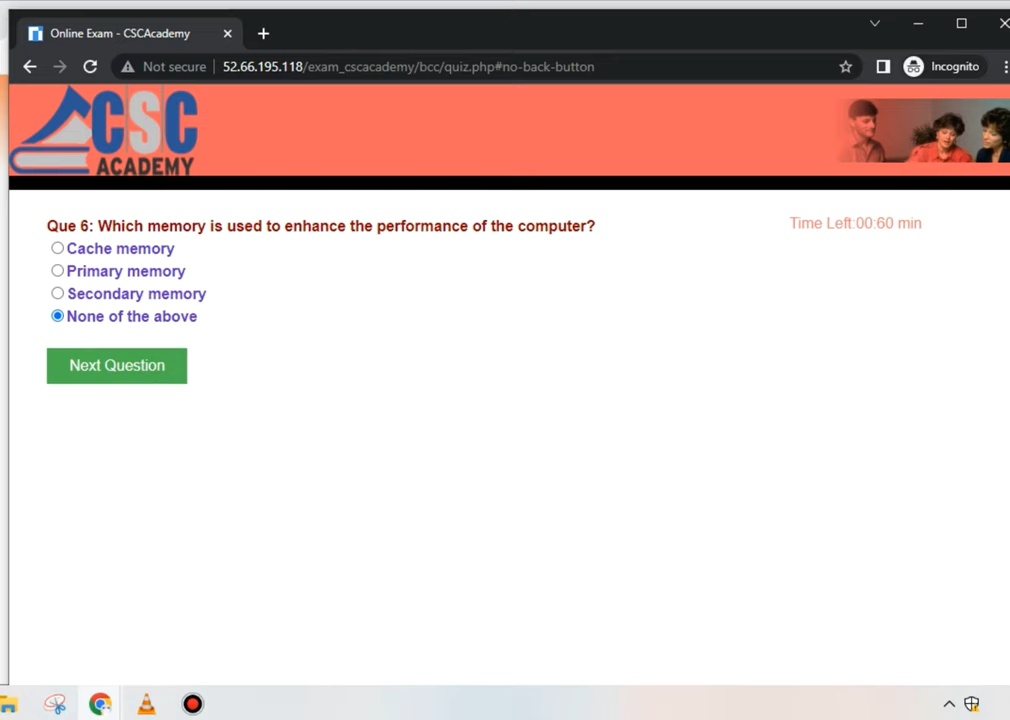 Online Exam - CSCAcademy
Not secure | 52.66.195.118/exam_cscacademy/bcc/quiz.php#no-back-button
Incognito
CSC
ACADEMY
Que 6: Which memory is used to enhance the performance of the computer?
Time Left:00:60 min
Cache memory
Primary memory
Secondary memory
None of the above
Next Question